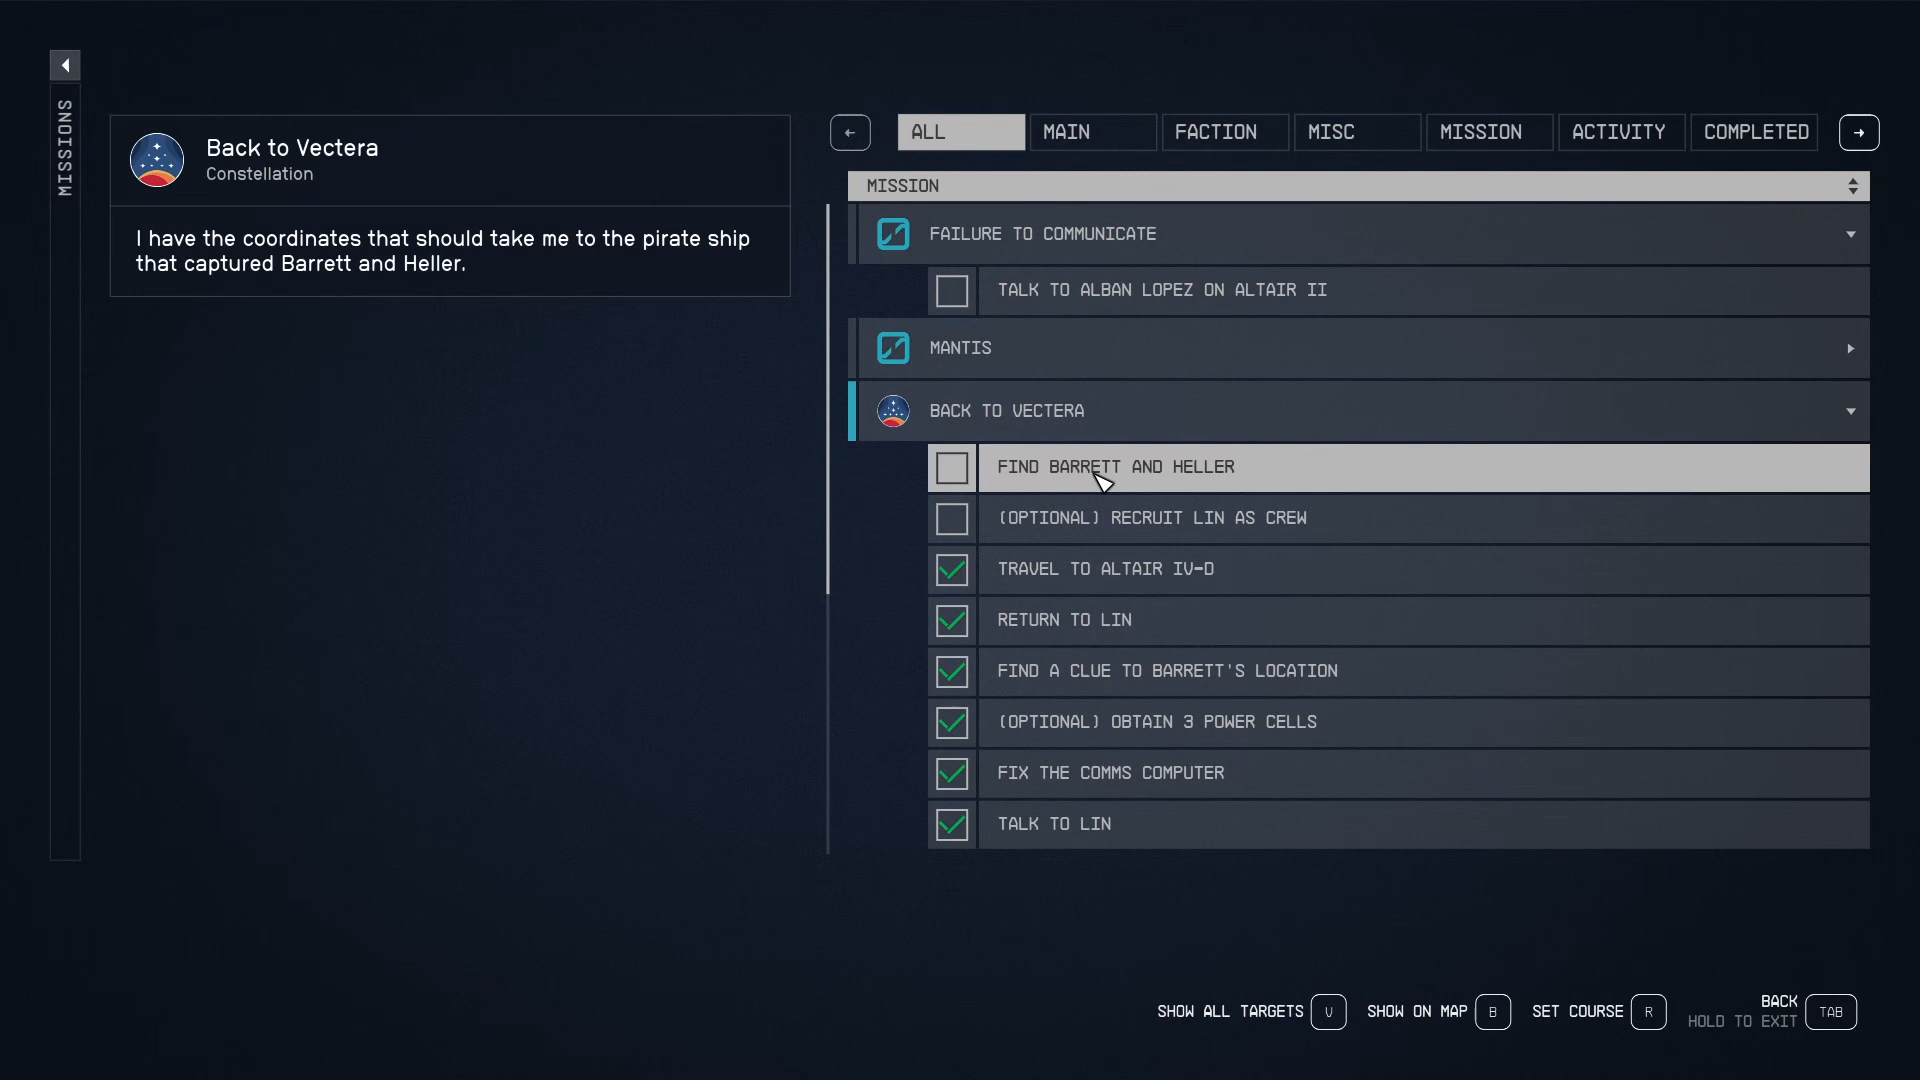 MISSIONS
Back to Vectera
Constellation
I have the coordinates that should take me to the pirate ship
that captured Barrett and Heller.
ALL
MAIN
FACTION
MISC
MISSION
ACTIVITY
COMPLETED
MISSION
FAILURE TO COMMUNICATE
TALK TO ALBAN LOPEZ ON ALTAIR II
MANTIS
BACK TO VECTERA
FIND BARRETT AND HELLER
(OPTIONAL) RECRUIT LIN AS CREW
TRAVEL TO ALTAIR IV-D
RETURN TO LIN
FIND A CLUE TO BARRETT'S LOCATION
(OPTIONAL) OBTAIN 3 POWER CELLS
FIX THE COMMS COMPUTER
TALK TO LIN
SHOW ALL TARGETS V
SHOW ON MAP B
SET COURSE R
BACK
HOLD TO EXIT
TAB